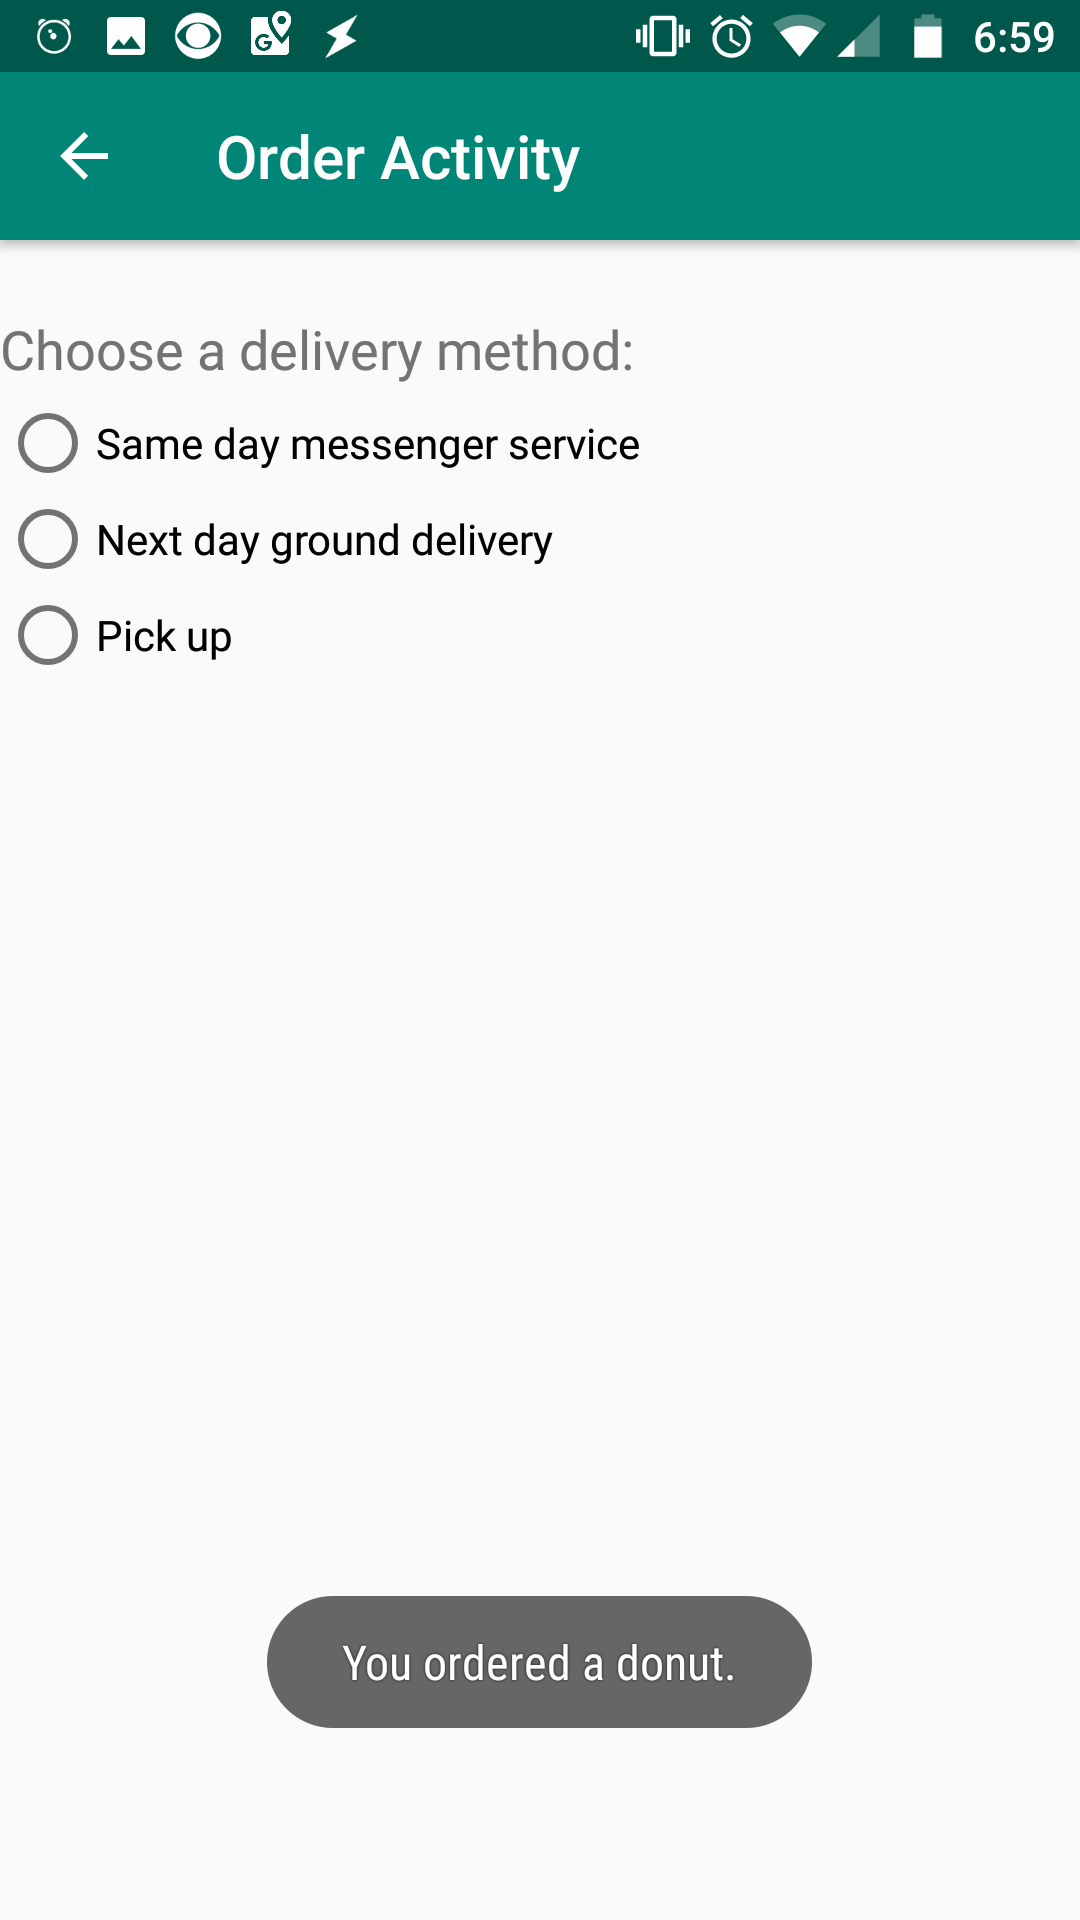 6:59
Order Activity
Choose a delivery method:
Same day messenger service
Next day ground delivery
Pick up
You ordered a donut.